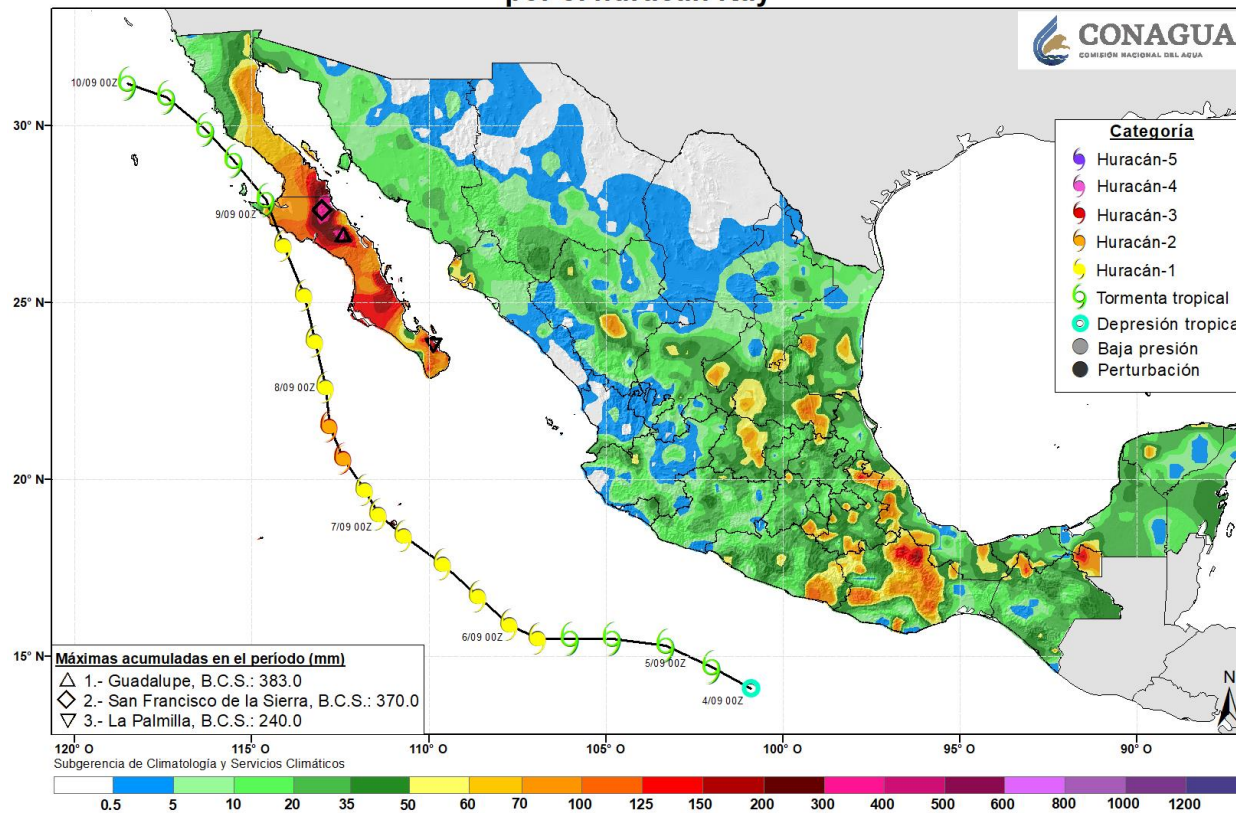 CONAGUA
COMISIÓN NACIONAL DEL AGUA
Categoría
Huracán-5
Huracán-4
Huracán-3
Huracán-2
Huracán-1
Tormenta tropical
Depresión tropica
Baja presión
Perturbación
10/09 00Z
30° N
9/09 00Z
25° N
8/09 00Z
20° N
7/09 00Z
6/09 00Z
5/09 00Z
4/09 00Z
15° N
N
Máximas acumuladas en el período (mm)
1.- Guadalupe, B.C.S.: 383.0
2.- San Francisco de la Sierra, B.C.S.: 370.0
3.- La Palmilla, B.C.S.: 240.0
120° O 115° O 110° O 105° O 100° O 95° O 90° O
Subgerencia de Climatología y Servicios Climáticos
0.5 5 10 20 35 50 60 70 100 125 150 200 300 400 500 600 800 1000 1200